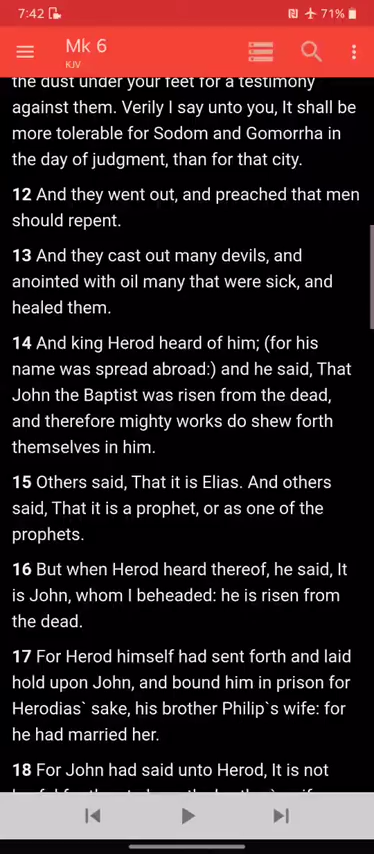 7:42 71%
Mk 6
KJV
the dust under your feet for a testimony
against them. Verily I say unto you, It shall be
more tolerable for Sodom and Gomorrha in
the day of judgment, than for that city.
12 And they went out, and preached that men
should repent.
13 And they cast out many devils, and
anointed with oil many that were sick, and
healed them.
14 And king Herod heard of him; (for his
name was spread abroad:) and he said, That
John the Baptist was risen from the dead,
and therefore mighty works do shew forth
themselves in him.
15 Others said, That it is Elias. And others
said, That it is a prophet, or as one of the
prophets.
16 But when Herod heard thereof, he said, It
is John, whom I beheaded: he is risen from
the dead.
17 For Herod himself had sent forth and laid
hold upon John, and bound him in prison for
Herodias` sake, his brother Philip`s wife: for
he had married her.
18 For John had said unto Herod, It is not